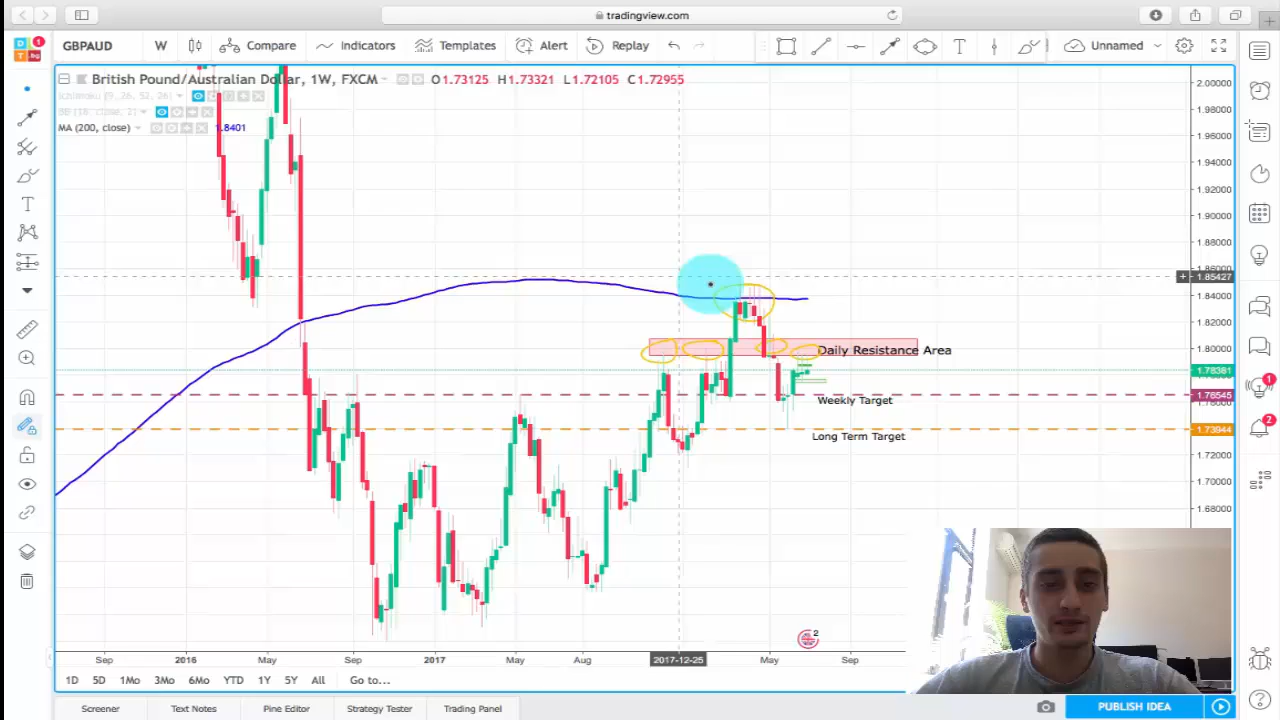 tradingview.com
GBPAUD W Compare Indicators Templates Alert Replay Unnamed
British Pound/Australian Dollar, 1W, FXCM O1.73125 H1.73321 L1.72105 C1.72955
MA (200, close) 1.8401
2.00000
1.98000
1.96000
1.94000
1.92000
1.90000
1.88000
1.85427
1.84000
1.82000
Daily Resistance Area
1.80000
1.78381
1.76545
Weekly Target
1.73944
Long Term Target
1.72000
1.70000
1.68000
Sep 2016 May Sep 2017 May Aug 2017-12-25 May Sep
1D 5D 1Mo 3Mo 6Mo YTD 1Y 5Y All Go to...
Screener Text Notes Pine Editor Strategy Tester Trading Panel PUBLISH IDEA